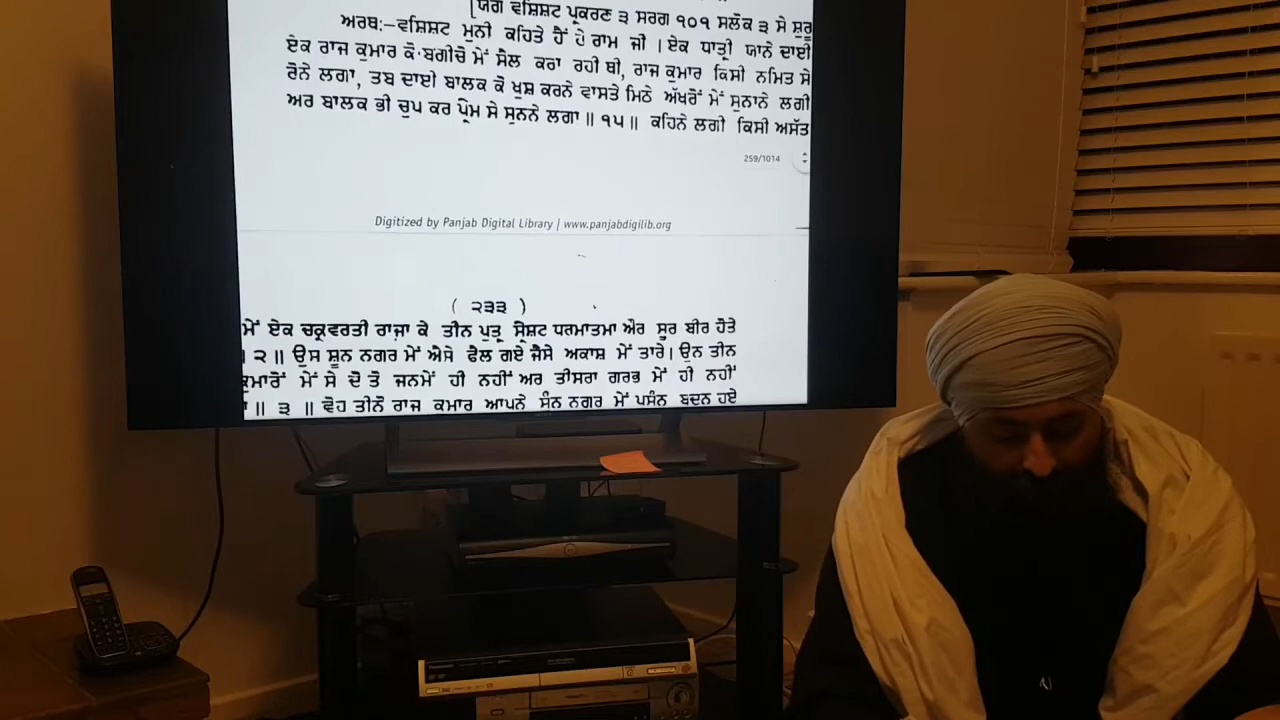 [ਯੋਗ ਵਸ਼ਿਸ਼ਟ ਪ੍ਰਕਰਣ ੩ ਸਰਗ ੧੦੧ ਸਲੋਕ ੩ ਸੇ ਸ਼ੁਰੂ
ਅਰਥ:–ਵਸ਼ਿਸ਼ਟ ਮੁਨੀ ਕਹਿਤੇ ਹੈਂ ਹੇ ਰਾਮ ਜੀ । ਏਕ ਧਾਤ੍ਰੀ ਯਾਨੇ ਦਾਈ
ਏਕ ਰਾਜ ਕੁਮਾਰ ਕੋ ਬਗੀਚੋ ਮੇਂ ਸੈਲ ਕਰਾ ਰਹੀ ਥੀ, ਰਾਜ ਕੁਮਾਰ ਕਿਸੀ ਨਮਿਤ ਸੇ
ਰੋਨੇ ਲਗਾ, ਤਬ ਦਾਈ ਬਾਲਕ ਕੋ ਖੁਸ਼ ਕਰਨੇ ਵਾਸਤੇ ਮਿਠੇ ਅੱਖਰੋਂ ਮੇਂ ਸੁਨਾਨੇ ਲਗੀ
ਅਰ ਬਾਲਕ ਭੀ ਚੁਪ ਕਰ ਪ੍ਰੇਮ ਸੇ ਸੁਨਨੇ ਲਗਾ॥ ੧੫॥ ਕਹਿਨੇ ਲਗੀ ਕਿਸੀ ਅਸੱਤ
259/1014
Digitized by Panjab Digital Library | www.panjabdigilib.org
( ੨੩੩ )
ਮੇਂ ਏਕ ਚਕ੍ਰਵਰਤੀ ਰਾਜਾ ਕੇ ਤੀਨ ਪੁਤ੍ਰ ਸ੍ਰੇਸ਼ਟ ਧਰਮਾਤਮਾ ਔਰ ਸੂਰ ਬੀਰ ਹੋਤੇ
। ੨॥ ਉਸ ਸ਼ੂਨ ਨਗਰ ਮੇਂ ਐਸੇ ਫੈਲ ਗਏ ਜੈਸੇ ਅਕਾਸ਼ ਮੇਂ ਤਾਰੇ। ਉਨ ਤੀਨ
ਕੁਮਾਰੋਂ ਮੇਂ ਸੇ ਦੋ ਤੋ ਜਨਮੇਂ ਹੀ ਨਹੀਂ ਅਰ ਤੀਸਰਾ ਗਰਭ ਮੇਂ ਹੀ ਨਹੀਂ
॥ ੩ ॥ ਵੋਹ ਤੀਨੋ ਰਾਜ ਕੁਮਾਰ ਆਪਨੇ ਸ਼ੂੰਨ ਨਗਰ ਮੇਂ ਪਸੰਨ ਬਦਨ ਹੂਏ